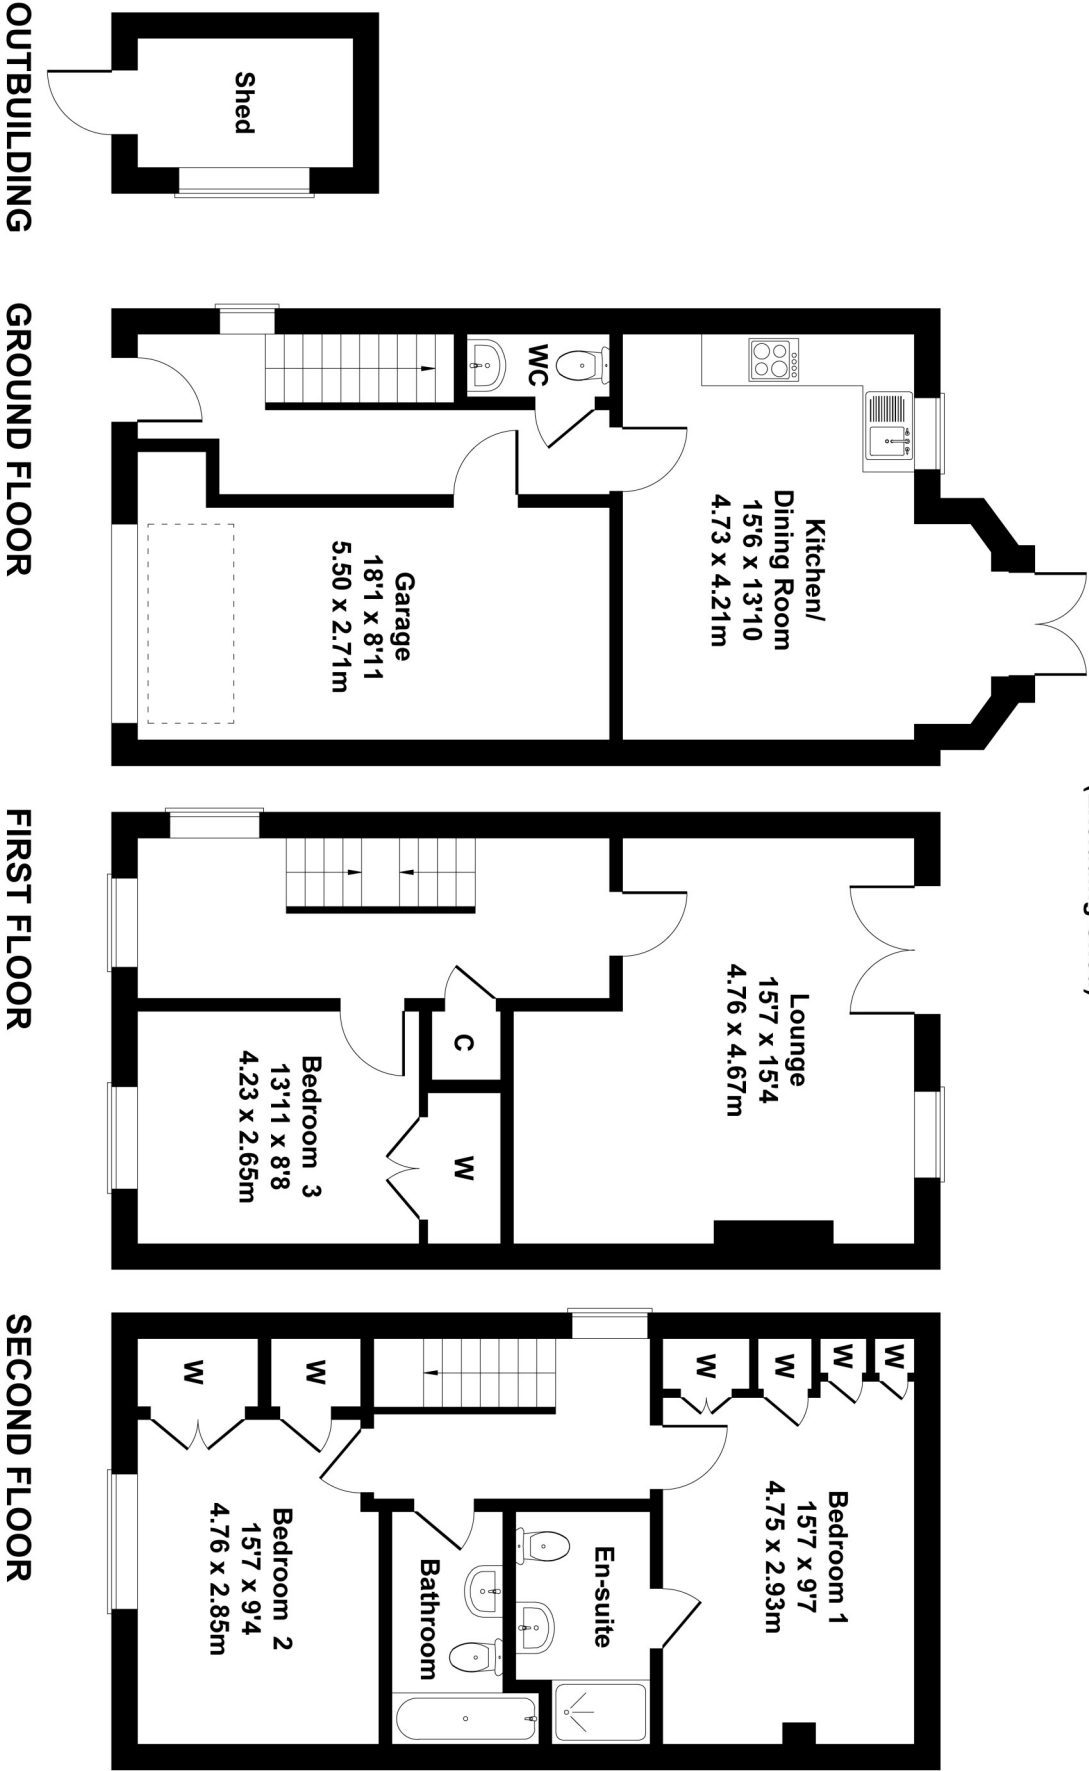 Shed
OUTBUILDING
WC
Kitchen/
Dining Room
15'6 x 13'10
4.73 x 4.21m
Garage
18'1 x 8'11
5.50 x 2.71m
GROUND FLOOR
Lounge
15'7 x 15'4
4.76 x 4.67m
C
W
Bedroom 3
13'11 x 8'8
4.23 x 2.65m
FIRST FLOOR
W
W
W
W
Bedroom 1
15'7 x 9'7
4.75 x 2.93m
En-suite
Bathroom
W
W
Bedroom 2
15'7 x 9'4
4.76 x 2.85m
SECOND FLOOR